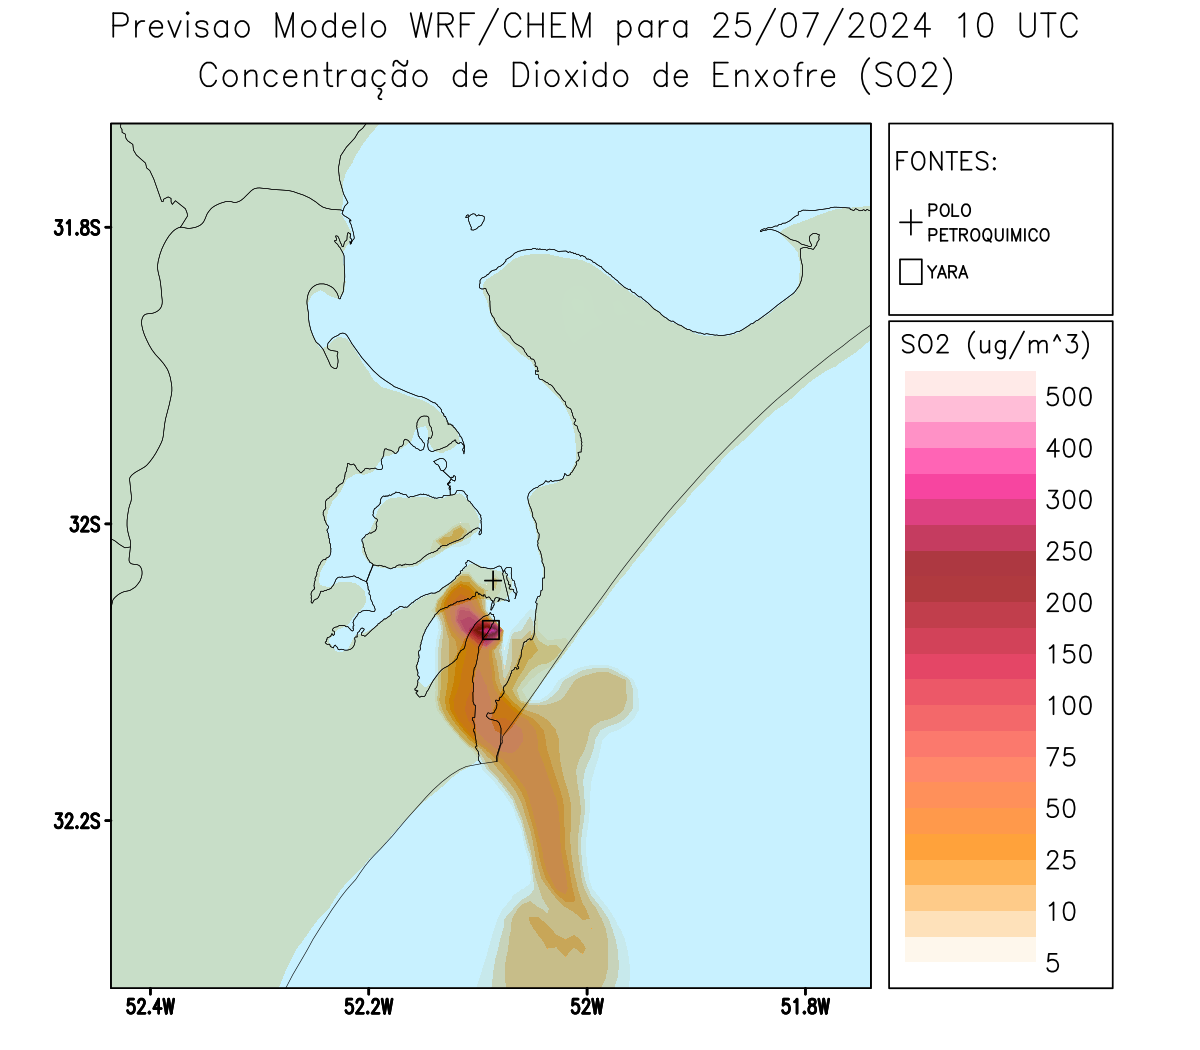 Previsao Modelo WRF/CHEM para 25/07/2024 10 UTC
Concentração de Dioxido de Enxofre (SO2)
FONTES:
POLO
PETROQUIMICO
YARA
SO2 (ug/m^3)
500
400
300
250
200
150
100
75
50
25
10
5
31.8S
32S
32.2S
52.4W
52.2W
52W
51.8W